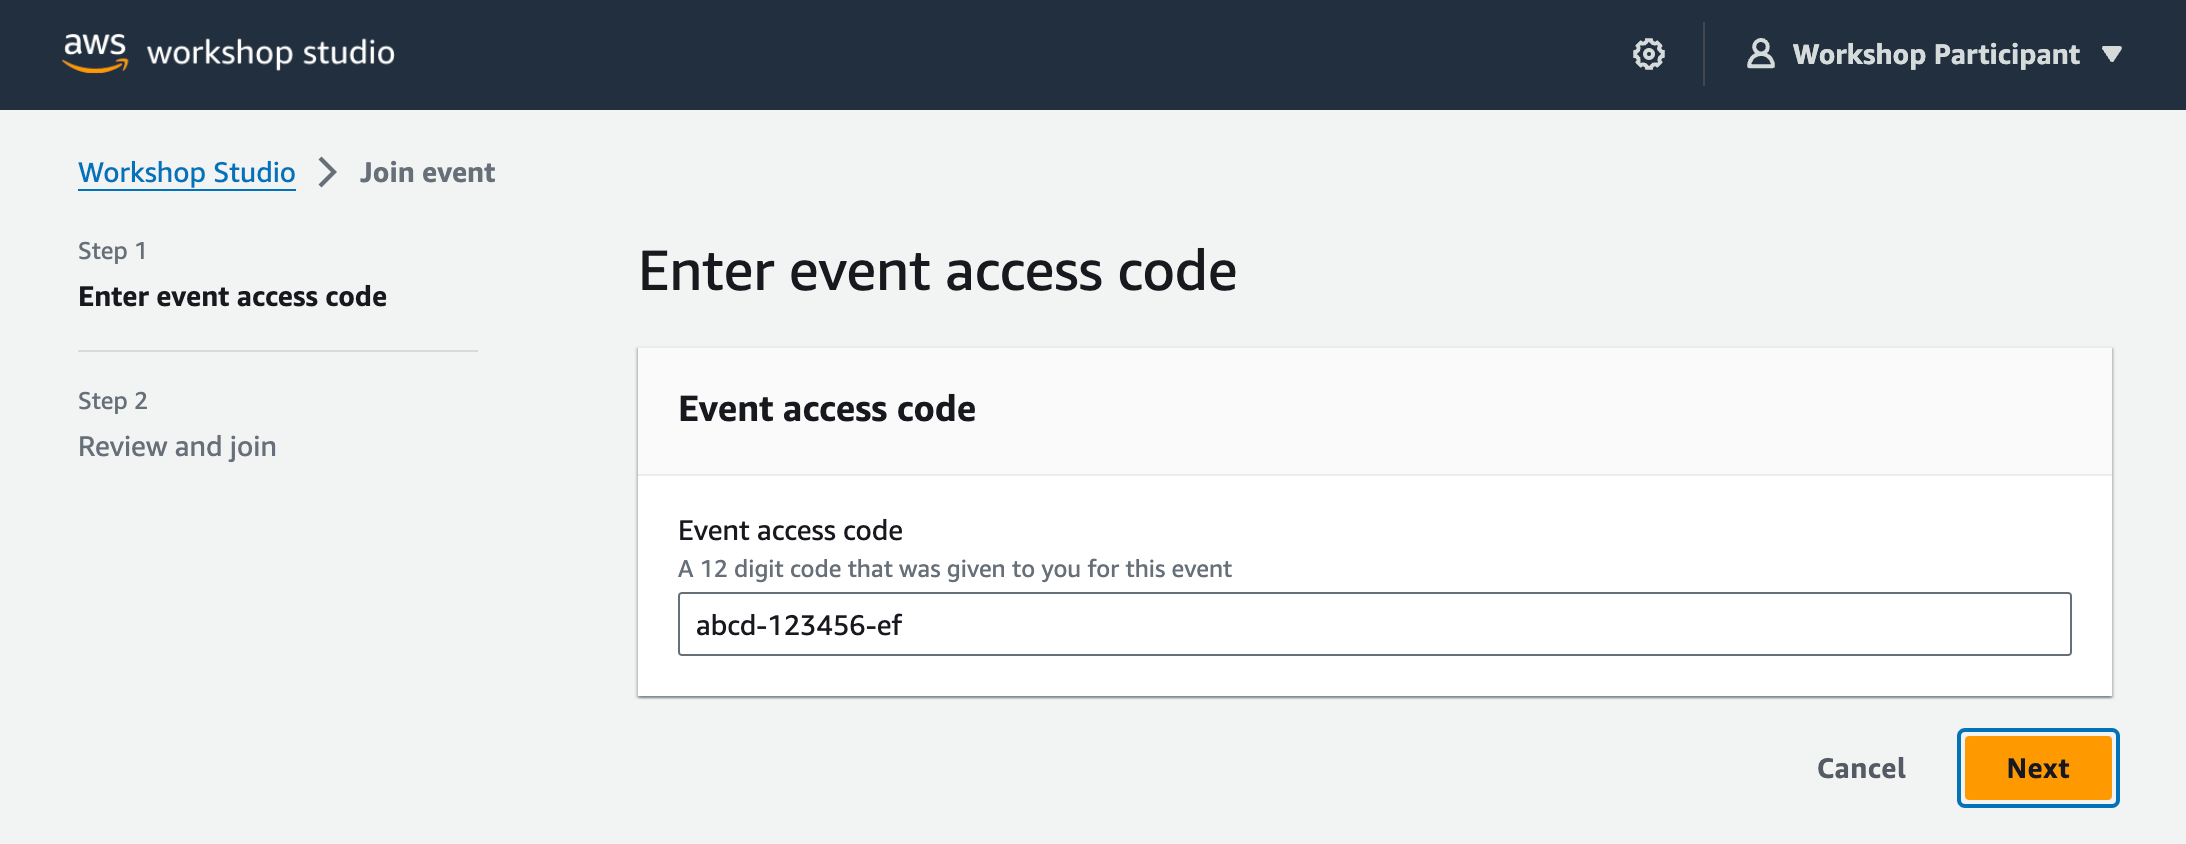 aws workshop studio
Workshop Participant
Workshop Studio
Join event
Step 1
Enter event access code
Step 2
Review and join
Enter event access code
Event access code
Event access code
A 12 digit code that was given to you for this event
abcd-123456-ef
Cancel
Next